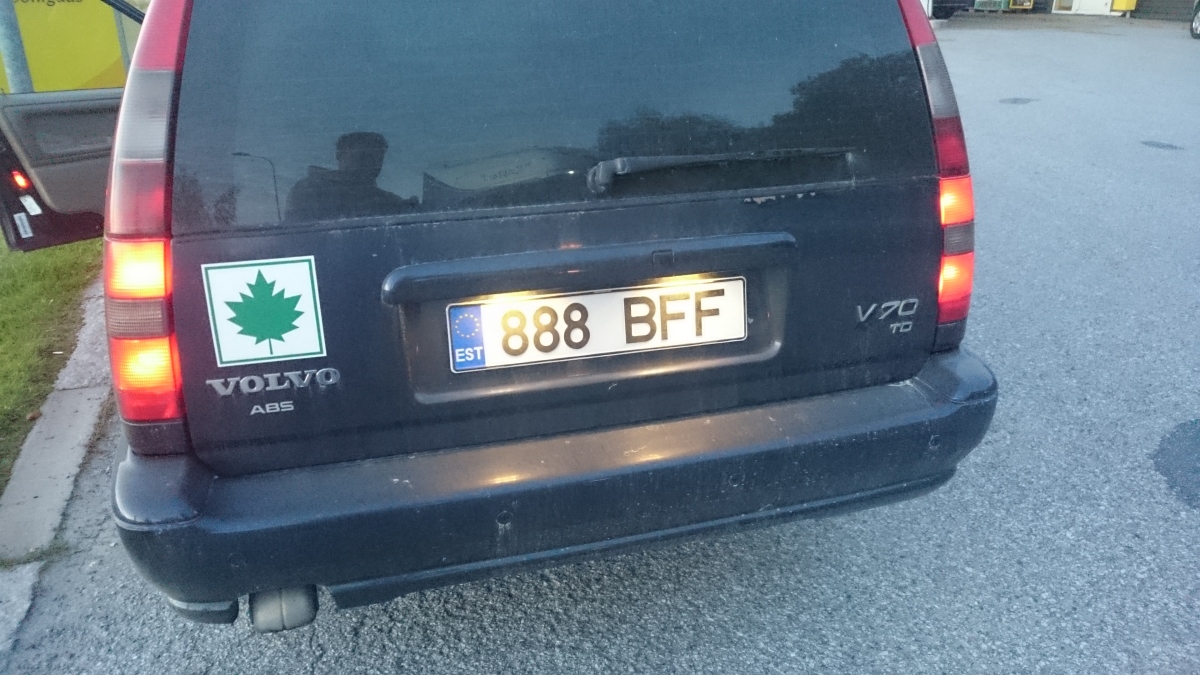 EST 888 BFF
V70
TD
VOLVO
ABS